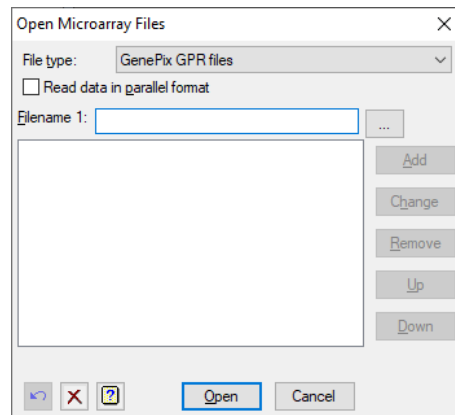 Open Microarray Files
File type: GenePix GPR files
Read data in parallel format
Filename 1: ...
Add
Change
Remove
Up
Down
? Open Cancel